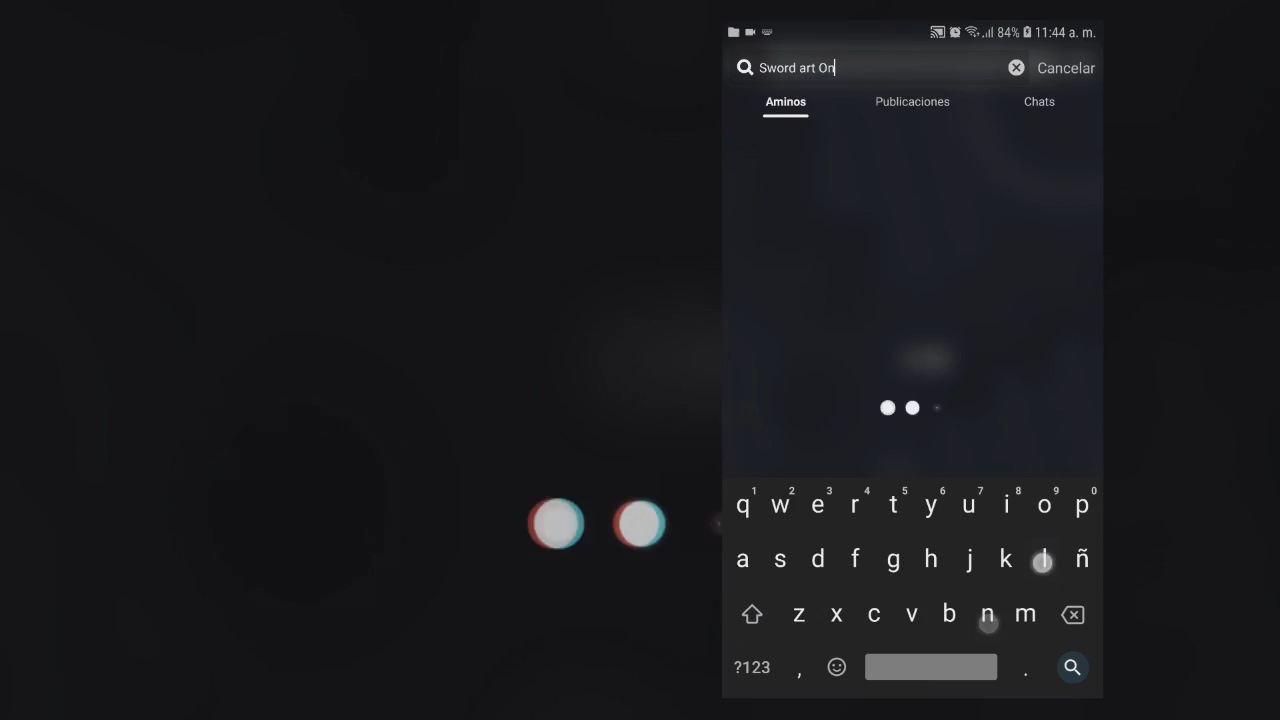 84% 11:44 a. m.
Sword art On Cancelar
Aminos Publicaciones Chats
1 2 3 4 5 6 7 8 9 0
q w e r t y u i o p
a s d f g h j k l ñ
z x c v b n m
?123 , .